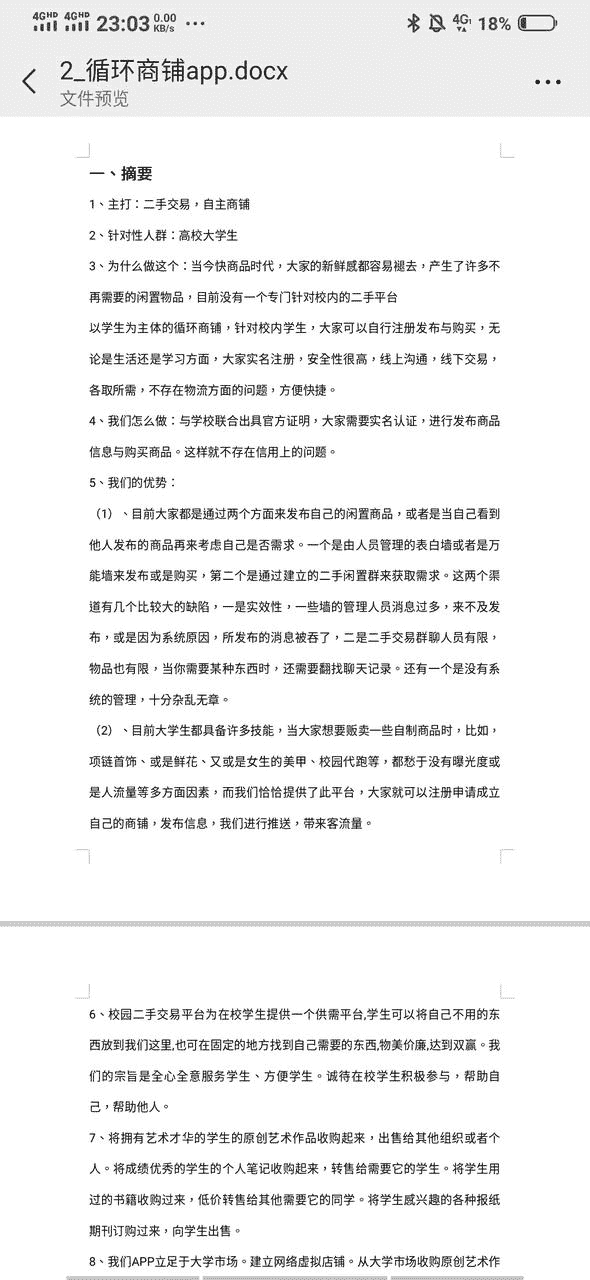 4GHD 4GHD 23:03 0.00 KB/s ... 4G 18%
2_循环商铺app.docx
文件预览
一、摘要
1、主打：二手交易，自主商铺
2、针对性人群：高校大学生
3、为什么做这个：当今快商品时代，大家的新鲜感都容易褪去，产生了许多不
再需要的闲置物品，目前没有一个专门针对校内的二手平台
以学生为主体的循环商铺，针对校内学生，大家可以自行注册发布与购买，无
论是生活还是学习方面，大家实名注册，安全性很高，线上沟通，线下交易，
各取所需，不存在物流方面的问题，方便快捷。
4、我们怎么做：与学校联合出具官方证明，大家需要实名认证，进行发布商品
信息与购买商品。这样就不存在信用上的问题。
5、我们的优势：
（1）、目前大家都是通过两个方面来发布自己的闲置商品，或者是当自己看到
他人发布的商品再来考虑自己是否需求。一个是由人员管理的表白墙或者是万
能墙来发布或是购买，第二个是通过建立的二手闲置群来获取需求。这两个渠
道有几个比较大的缺陷，一是实效性，一些墙的管理人员消息过多，来不及发
布，或是因为系统原因，所发布的消息被吞了，二是二手交易群聊人员有限，
物品也有限，当你需要某种东西时，还需要翻找聊天记录。还有一个是没有系
统的管理，十分杂乱无章。
（2）、目前大学生都具备许多技能，当大家想要贩卖一些自制商品时，比如，
项链首饰、或是鲜花、又或是女生的美甲、校园代跑等，都愁于没有曝光度或
是人流量等多方面因素，而我们恰恰提供了此平台，大家就可以注册申请成立
自己的商铺，发布信息，我们进行推送，带来客流量。
6、校园二手交易平台为在校学生提供一个供需平台,学生可以将自己不用的东
西放到我们这里,也可在固定的地方找到自己需要的东西,物美价廉,达到双赢。我
们的宗旨是全心全意服务学生、方便学生。诚待在校学生积极参与，帮助自
己，帮助他人。
7、将拥有艺术才华的学生的原创艺术作品收购起来，出售给其他组织或者个
人。将成绩优秀的学生的个人笔记收购起来，转售给需要它的学生。将学生用
过的书籍收购过来，低价转售给其他需要它的同学。将学生感兴趣的各种报纸
期刊订购过来，向学生出售。
8、我们APP立足于大学市场。建立网络虚拟店铺。从大学市场收购原创艺术作